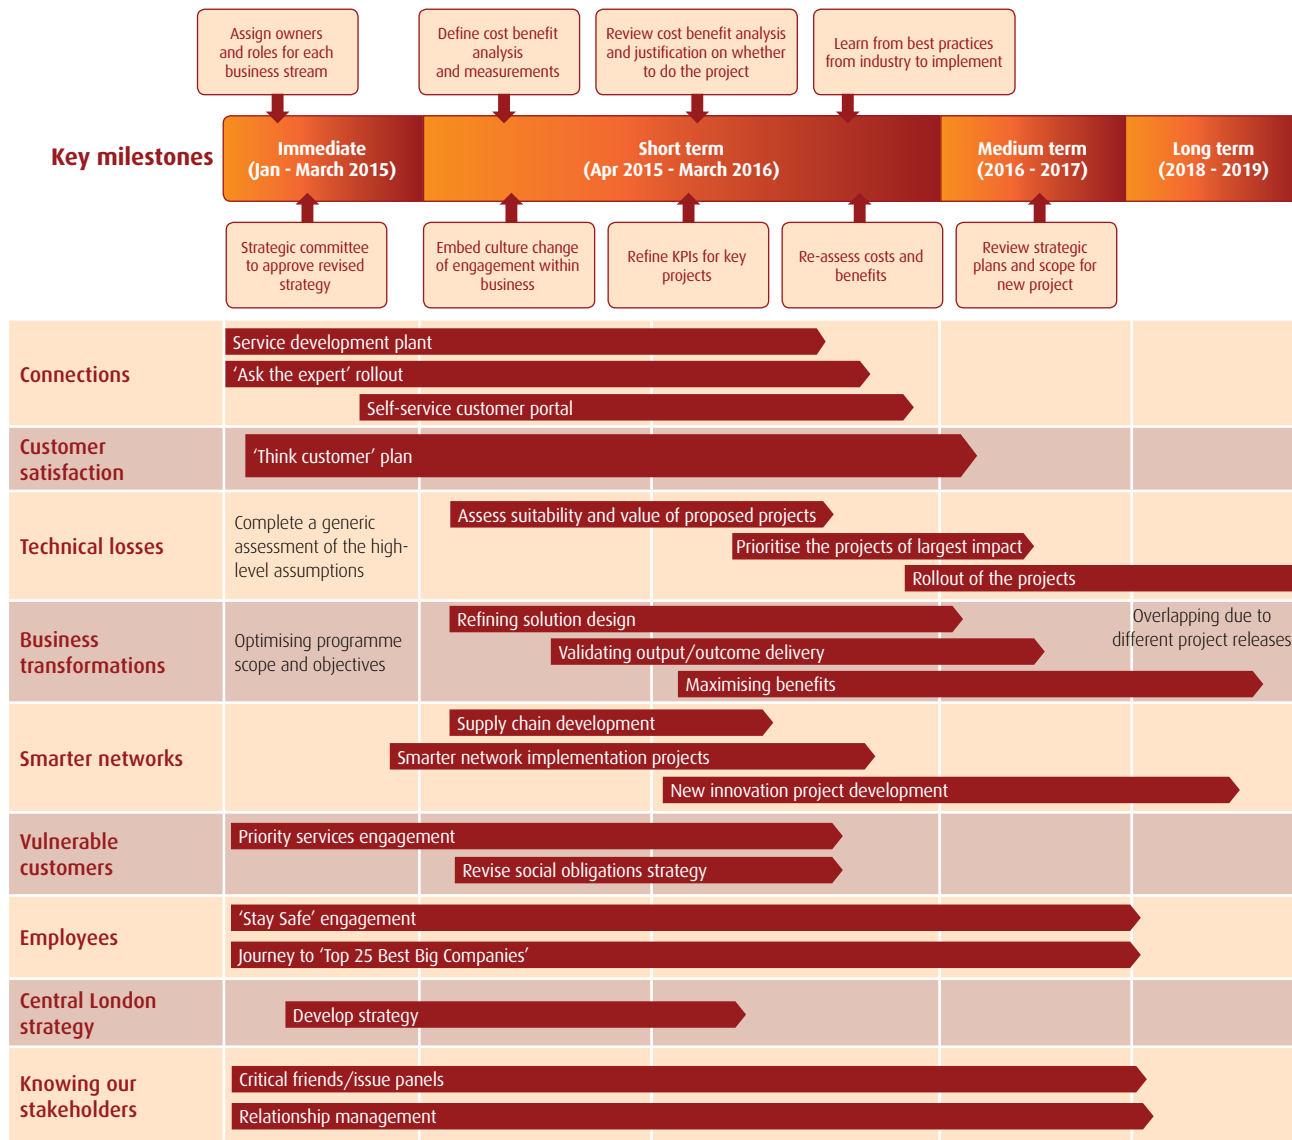 Assign owners
and roles for each
business stream
Define cost benefit
analysis
and measurements
Review cost benefit analysis
and justification on whether
to do the project
Learn from best practices
from industry to implement
Key milestones
Immediate
(Jan - March 2015)
Short term
(Apr 2015 - March 2016)
Medium term
(2016 - 2017)
Long term
(2018 - 2019)
Strategic committee
to approve revised
strategy
Embed culture change
of engagement within
business
Refine KPIs for key
projects
Re-assess costs and
benefits
Review strategic
plans and scope for
new project
Connections
Service development plant
‘Ask the expert’ rollout
Self-service customer portal
Customer
satisfaction
‘Think customer’ plan
Technical losses
Complete a generic
assessment of the high-
level assumptions
Assess suitability and value of proposed projects
Prioritise the projects of largest impact
Rollout of the projects
Business
transformations
Optimising programme
scope and objectives
Refining solution design
Validating output/outcome delivery
Maximising benefits
Overlapping due to
different project releases
Smarter networks
Supply chain development
Smarter network implementation projects
New innovation project development
Vulnerable
customers
Priority services engagement
Revise social obligations strategy
Employees
‘Stay Safe’ engagement
Journey to ‘Top 25 Best Big Companies’
Central London
strategy
Develop strategy
Knowing our
stakeholders
Critical friends/issue panels
Relationship management